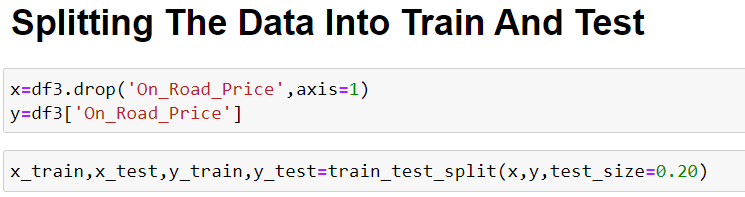 Splitting The Data Into Train And Test
x=df3.drop('On_Road_Price',axis=1)
y=df3['On_Road_Price']
x_train,x_test,y_train,y_test=train_test_split(x,y,test_size=0.20)